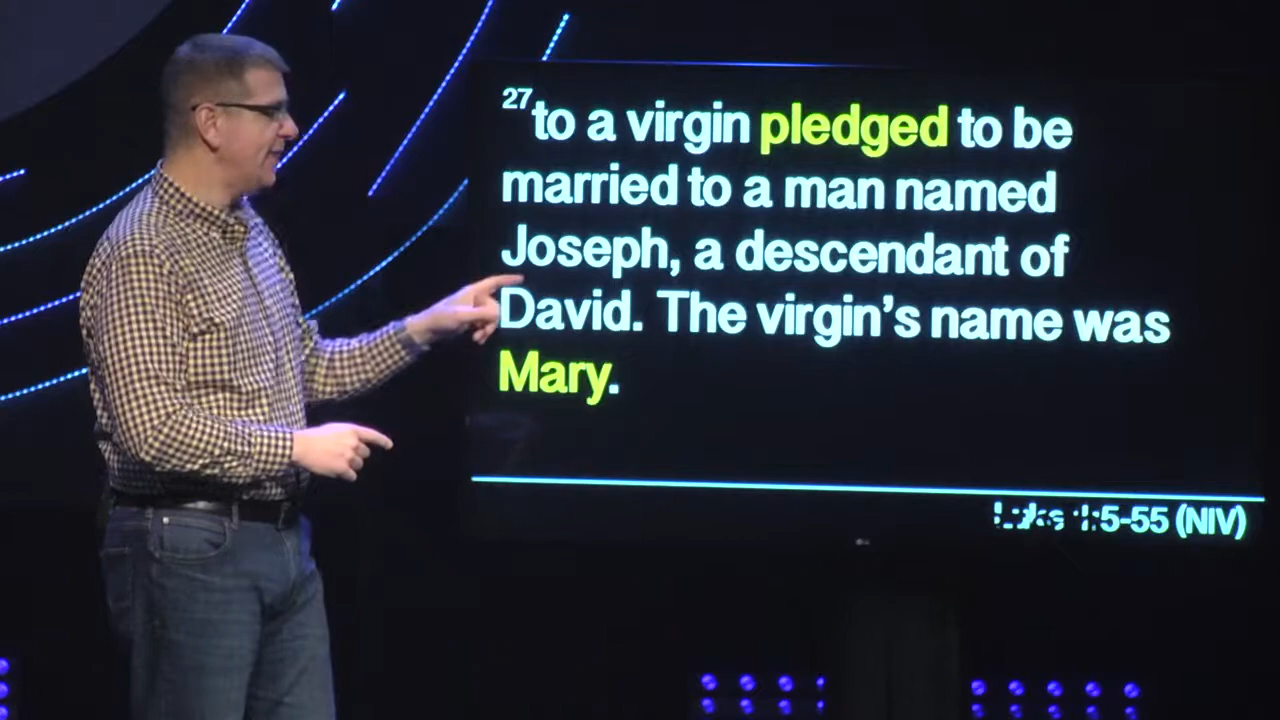 27to a virgin pledged to be
married to a man named
Joseph, a descendant of
David. The virgin’s name was
Mary.
Luke 1:5-55 (NIV)